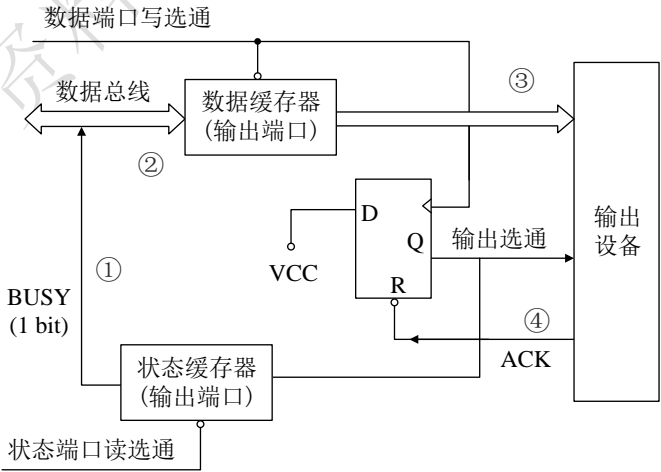 数据端口写选通
数据总线
数据缓存器
(输出端口)
③
②
D
Q
R
VCC
输出选通
输出
设备
①
BUSY
(1 bit)
④
ACK
状态缓存器
(输出端口)
状态端口读选通
资料